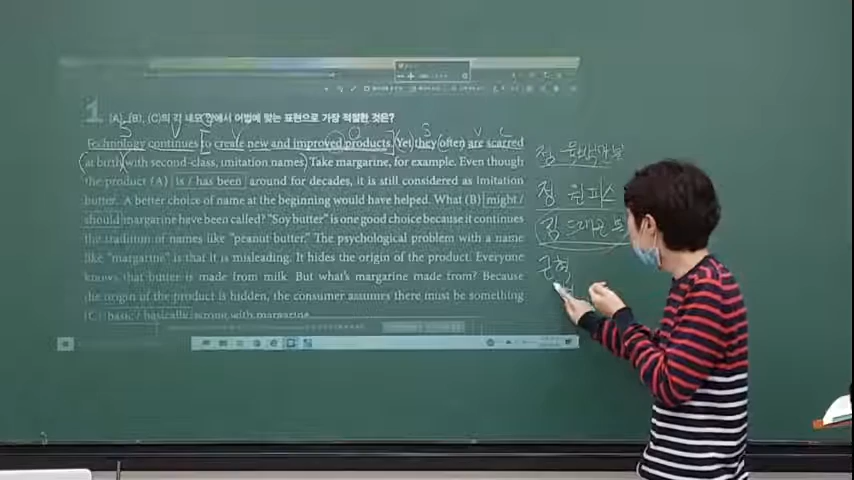 1 (A), (B), (C)의 각 네모 안에서 어법에 맞는 표현으로 가장 적절한 것은?
S V O V O S V C
Technology continues to create new and improved products. Yet they often are scarred
at birth with second-class, imitation names. Take margarine, for example. Even though
the product (A) is / has been around for decades, it is still considered as imitation
butter. A better choice of name at the beginning would have helped. What (B) might /
should margarine have been called? "Soy butter" is one good choice because it continues
the tradition of names like "peanut butter." The psychological problem with a name
like "margarine" is that it is misleading. It hides the origin of the product. Everyone
knows that butter is made from milk. But what's margarine made from? Because
the origin of the product is hidden, the consumer assumes there must be something
(C) basic / basically wrong with margarine.
점
점 원피스